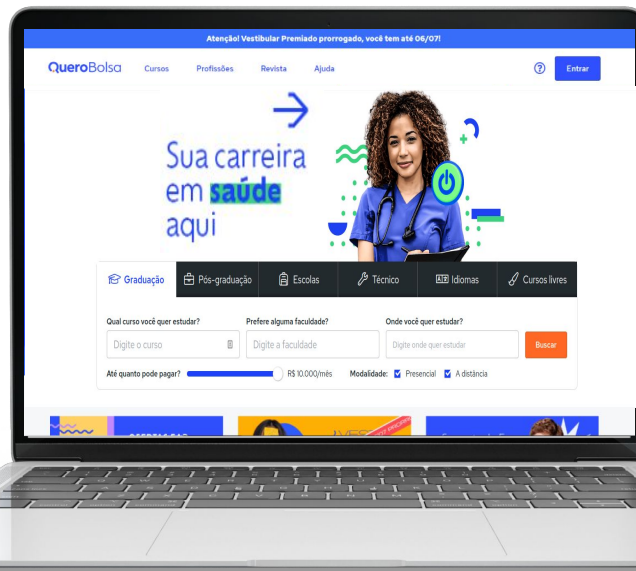 Atenção! Vestibular Premiado prorrogado, você tem até 06/07!
QueroBolsa Cursos Profissões Revista Ajuda ? Entrar
Sua carreira
em saúde
aqui
Graduação Pós-graduação Escolas Técnico Idiomas Cursos livres
Qual curso você quer estudar? Prefere alguma faculdade? Onde você quer estudar?
Digite o curso Digite a faculdade Digite onde quer estudar Buscar
Até quanto pode pagar? R$ 10.000/mês Modalidade: Presencial A distância